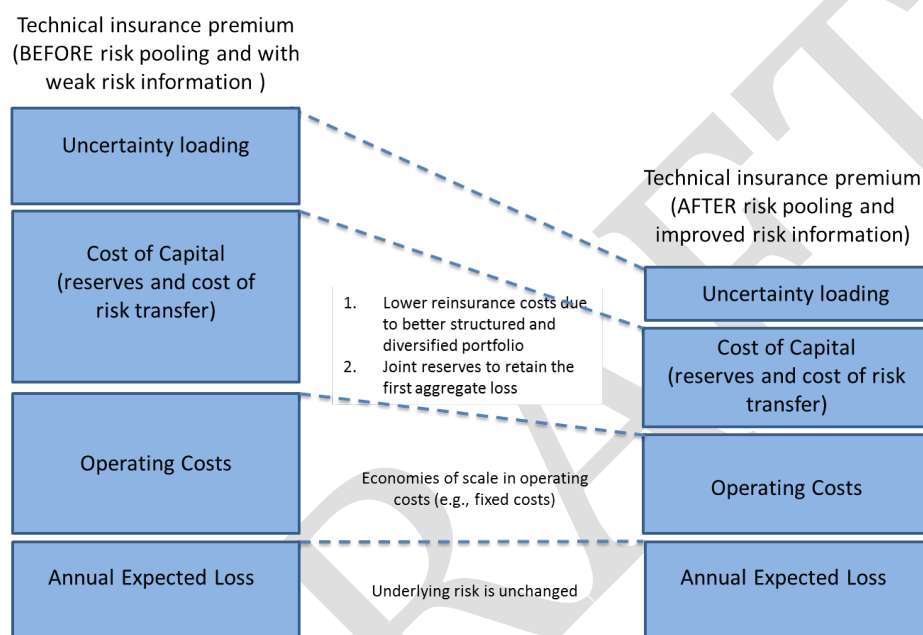 Technical insurance premium
(BEFORE risk pooling and with
weak risk information )
Uncertainty loading
Cost of Capital
(reserves and cost of
risk transfer)
Operating Costs
Annual Expected Loss
1. Lower reinsurance costs due
to better structured and
diversified portfolio
2. Joint reserves to retain the
first aggregate loss
Economies of scale in operating
costs (e.g., fixed costs)
Underlying risk is unchanged
Technical insurance premium
(AFTER risk pooling and
improved risk information)
Uncertainty loading
Cost of Capital
(reserves and cost of risk
transfer)
Operating Costs
Annual Expected Loss
DRAFT